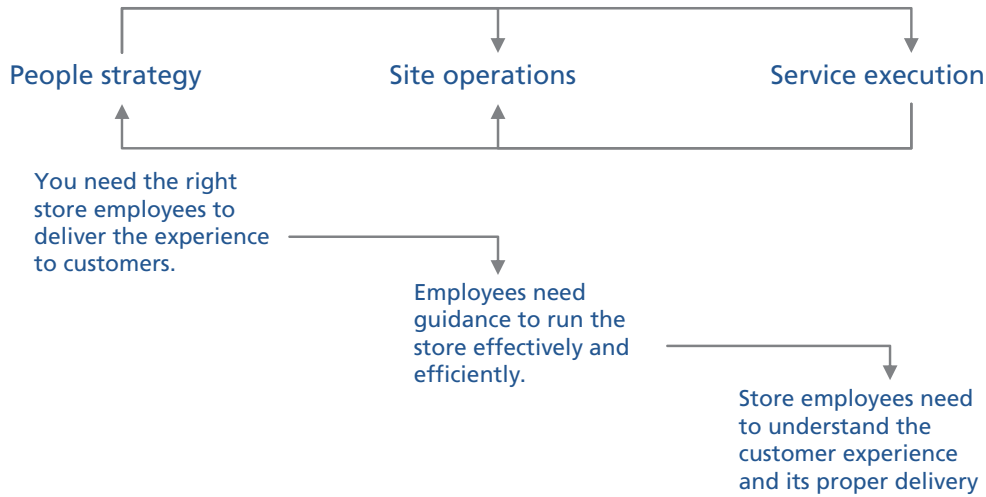 People strategy
Site operations
Service execution
You need the right
store employees to
deliver the experience
to customers.
Employees need
guidance to run the
store effectively and
efficiently.
Store employees need
to understand the
customer experience
and its proper delivery